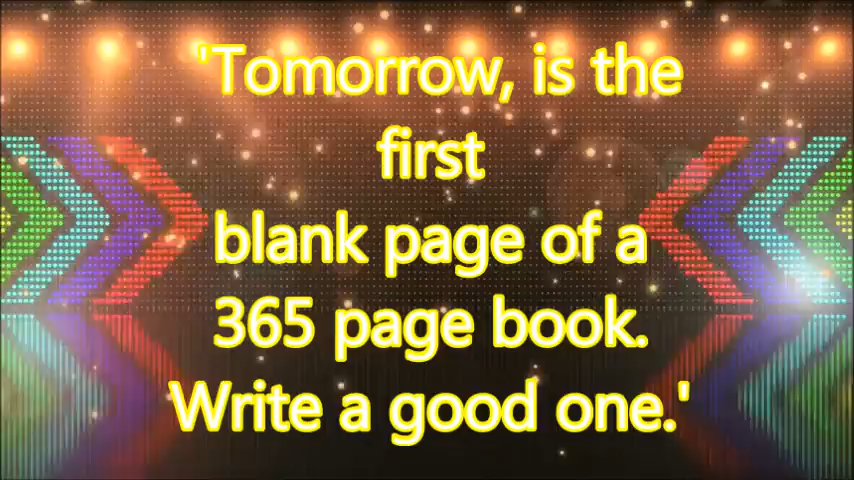 'Tomorrow, is the
first
blank page of a
365 page book.
Write a good one.'